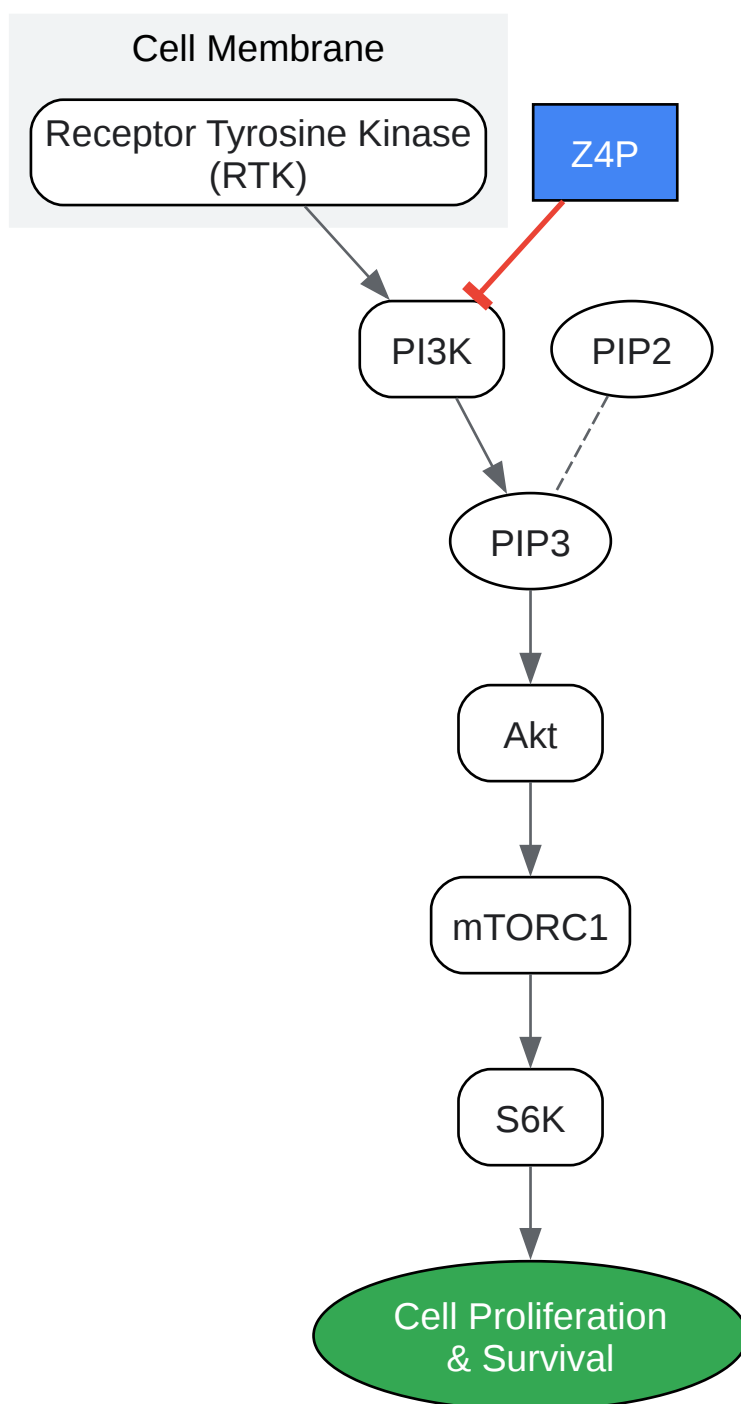 Cell Membrane
Receptor Tyrosine Kinase
(RTK)
Z4P
PI3K
PIP2
PIP3
Akt
mTORC1
S6K
Cell Proliferation
& Survival